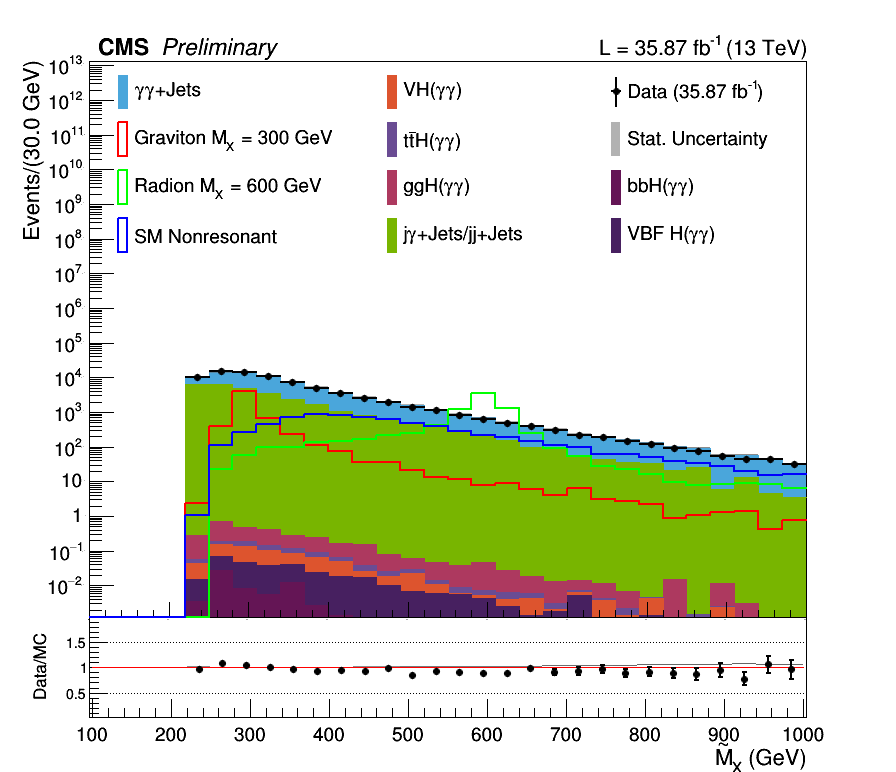 CMS Preliminary L = 35.87 fb⁻¹ (13 TeV)
Events/(30.0 GeV)
10¹³
10¹²
10¹¹
10¹⁰
10⁹
10⁸
10⁷
10⁶
10⁵
10⁴
10³
10²
10
1
10⁻¹
10⁻²
γγ+Jets
Graviton Mₓ = 300 GeV
Radion Mₓ = 600 GeV
SM Nonresonant
VH(γγ)
tt̄H(γγ)
ggH(γγ)
jγ+Jets/jj+Jets
Data (35.87 fb⁻¹)
Stat. Uncertainty
bbH(γγ)
VBF H(γγ)
Data/MC
1.5
1
0.5
100 200 300 400 500 600 700 800 900 1000
M̃ₓ (GeV)